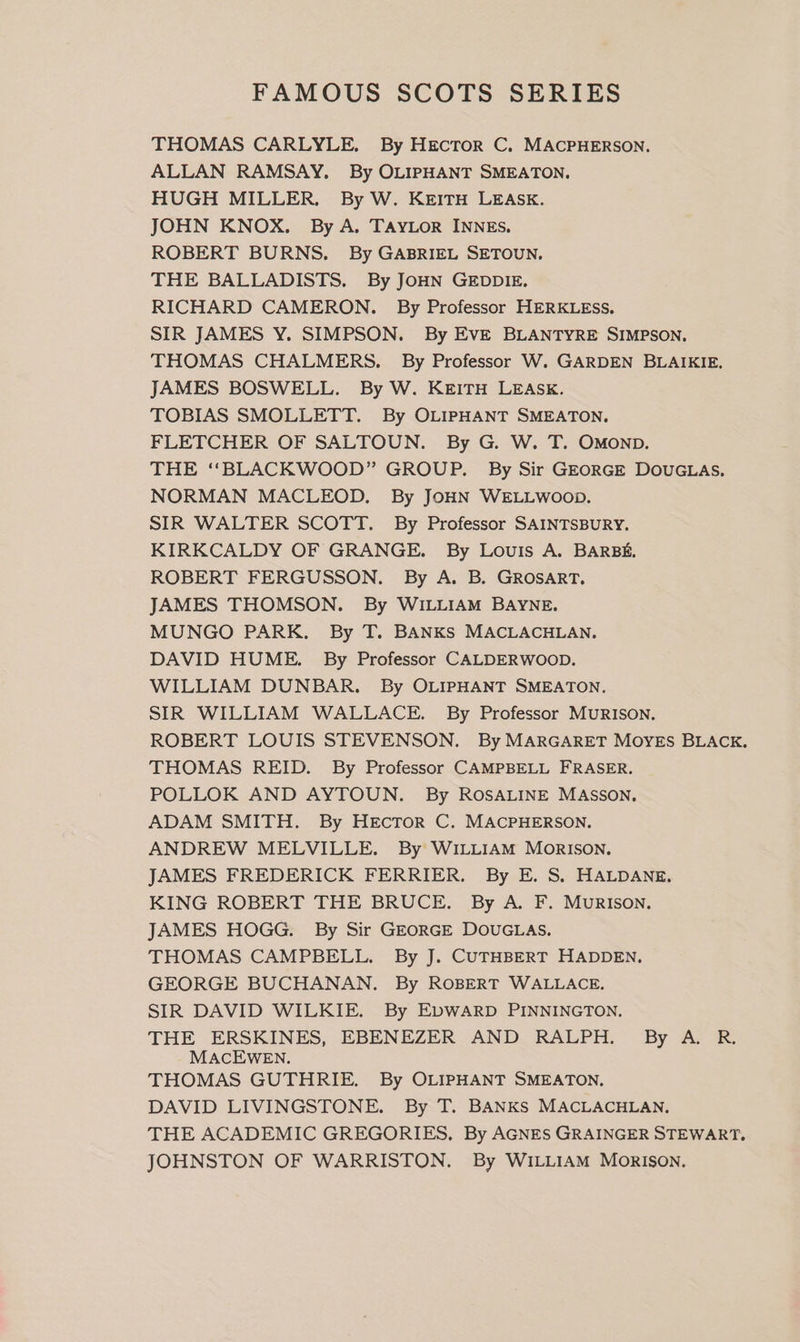 FAMOUS SCOTS SERIES
THOMAS CARLYLE. By HECTOR C. MACPHERSON.
ALLAN RAMSAY. By OLIPHANT SMEATON.
HUGH MILLER. By W. KEITH LEASK.
JOHN KNOX. By A. TAYLOR INNES.
ROBERT BURNS. By GABRIEL SETOUN.
THE BALLADISTS. By JOHN GEDDIE.
RICHARD CAMERON. By Professor HERKLESS.
SIR JAMES Y. SIMPSON. By EVE BLANTYRE SIMPSON.
THOMAS CHALMERS. By Professor W. GARDEN BLAIKIE.
JAMES BOSWELL. By W. KEITH LEASK.
TOBIAS SMOLLETT. By OLIPHANT SMEATON.
FLETCHER OF SALTOUN. By G. W. T. OMOND.
THE “BLACKWOOD” GROUP. By Sir GEORGE DOUGLAS.
NORMAN MACLEOD. By JOHN WELLWOOD.
SIR WALTER SCOTT. By Professor SAINTSBURY.
KIRKCALDY OF GRANGE. By LOUIS A. BARBÉ.
ROBERT FERGUSSON. By A. B. GROSART.
JAMES THOMSON. By WILLIAM BAYNE.
MUNGO PARK. By T. BANKS MACLACHLAN.
DAVID HUME. By Professor CALDERWOOD.
WILLIAM DUNBAR. By OLIPHANT SMEATON.
SIR WILLIAM WALLACE. By Professor MURISON.
ROBERT LOUIS STEVENSON. By MARGARET MOYES BLACK.
THOMAS REID. By Professor CAMPBELL FRASER.
POLLOK AND AYTOUN. By ROSALINE MASSON.
ADAM SMITH. By HECTOR C. MACPHERSON.
ANDREW MELVILLE. By WILLIAM MORISON.
JAMES FREDERICK FERRIER. By E. S. HALDANE.
KING ROBERT THE BRUCE. By A. F. MURISON.
JAMES HOGG. By Sir GEORGE DOUGLAS.
THOMAS CAMPBELL. By J. CUTHBERT HADDEN.
GEORGE BUCHANAN. By ROBERT WALLACE.
SIR DAVID WILKIE. By EDWARD PINNINGTON.
THE ERSKINES, EBENEZER AND RALPH. By A. R.
MACEWEN.
THOMAS GUTHRIE. By OLIPHANT SMEATON.
DAVID LIVINGSTONE. By T. BANKS MACLACHLAN.
THE ACADEMIC GREGORIES. By AGNES GRAINGER STEWART.
JOHNSTON OF WARRISTON. By WILLIAM MORISON.